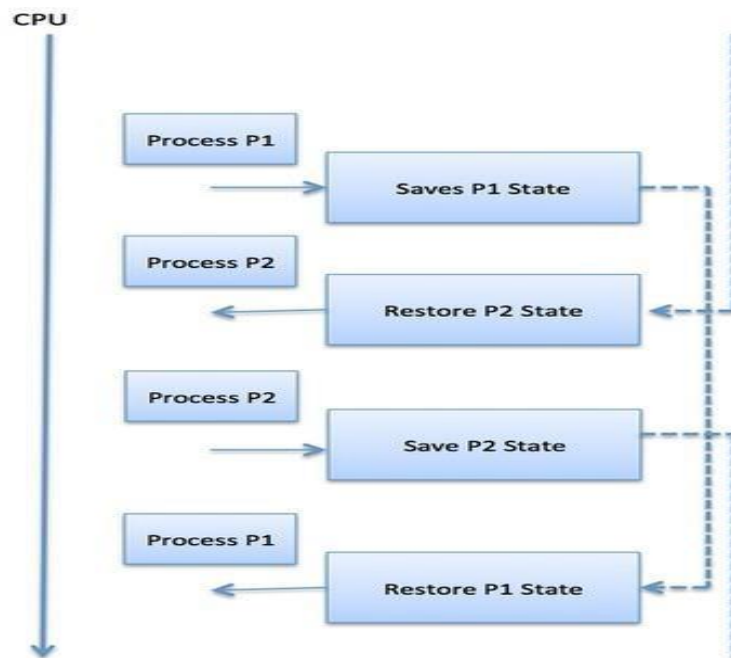 CPU
Process P1
Saves P1 State
Process P2
Restore P2 State
Process P2
Save P2 State
Process P1
Restore P1 State